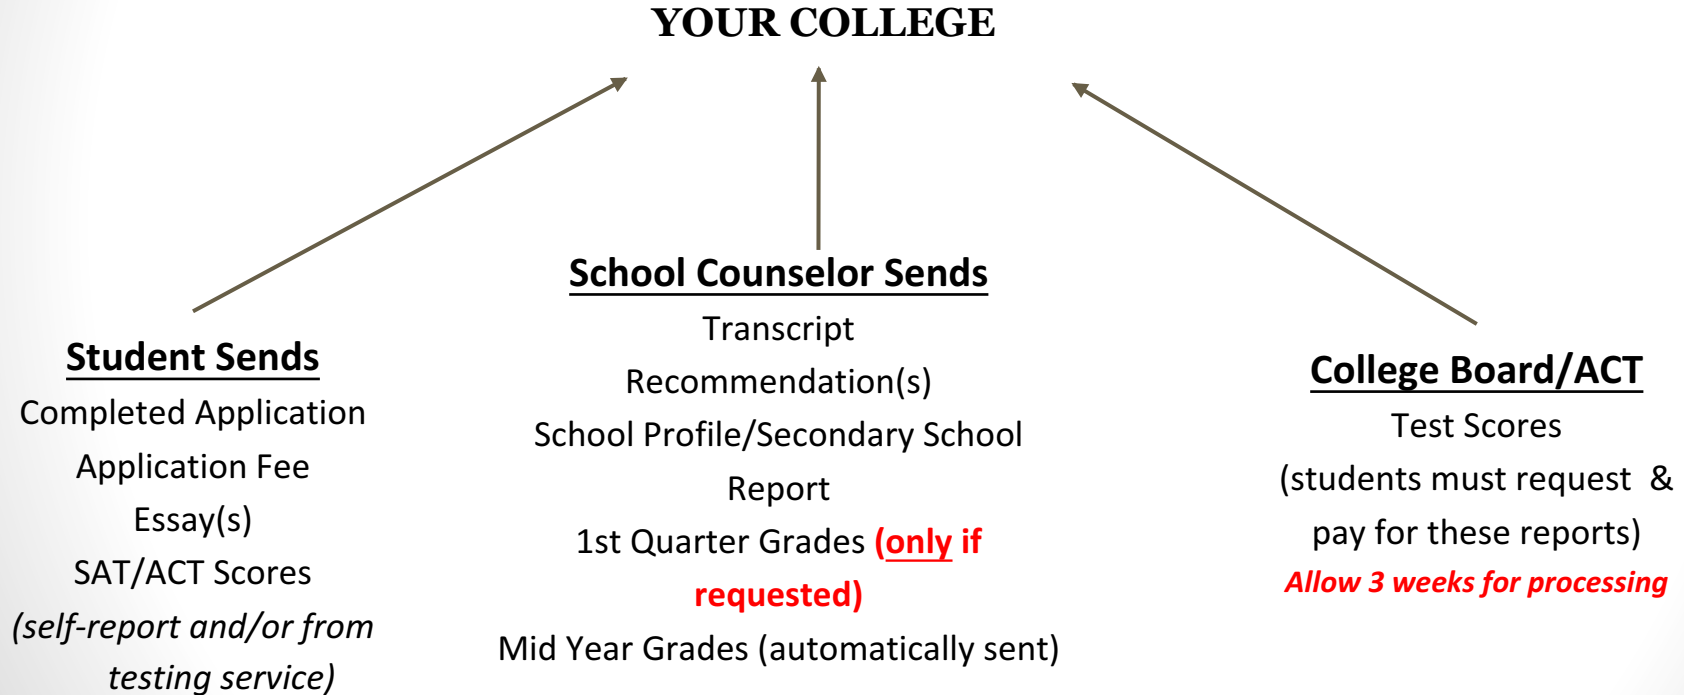 YOUR COLLEGE
Student Sends
Completed Application
Application Fee
Essay(s)
SAT/ACT Scores
(self-report and/or from
testing service)
School Counselor Sends
Transcript
Recommendation(s)
School Profile/Secondary School
Report
1st Quarter Grades (only if
requested)
Mid Year Grades (automatically sent)
College Board/ACT
Test Scores
(students must request &
pay for these reports)
Allow 3 weeks for processing